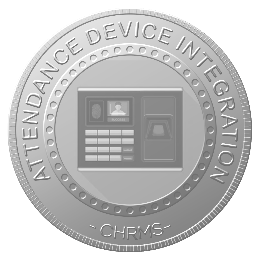 ATTENDANCE DEVICE INTEGRATION
-CHRMS-